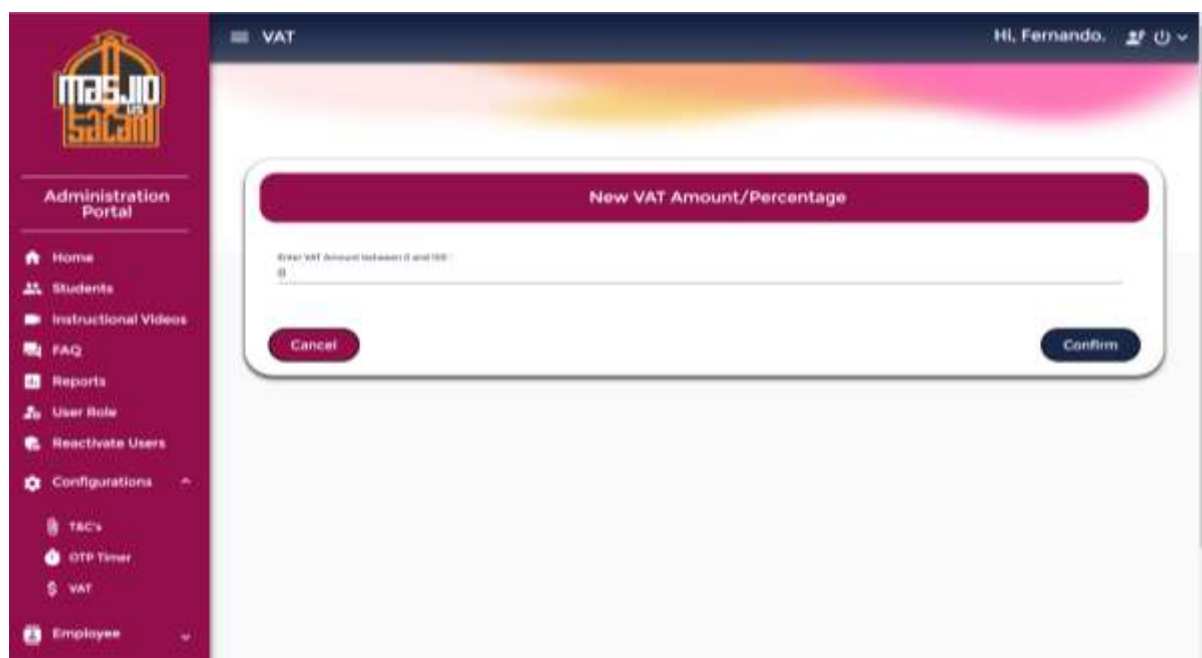 VAT
Hi, Fernando.
MASJID
us
Salam
Administration
Portal
Home
Students
Instructional Videos
FAQ
Reports
User Role
Reactivate Users
Configurations
T&C's
OTP Timer
$ VAT
Employee
New VAT Amount/Percentage
Enter VAT Amount between 0 and 100 *
0
Cancel
Confirm